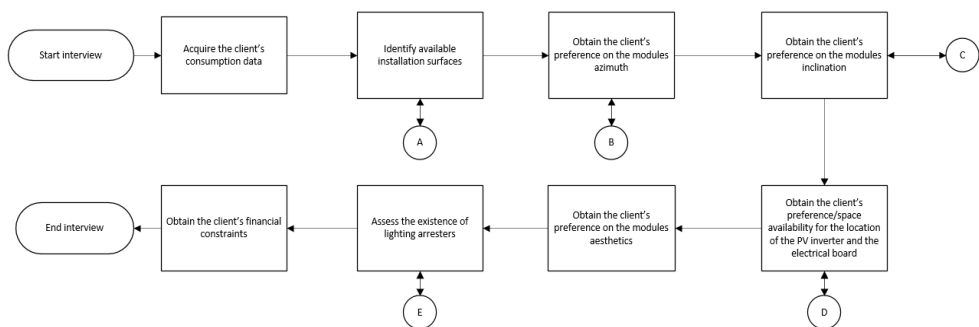 Start interview
Acquire the client's
consumption data
Identify available
installation surfaces
Obtain the client's
preference on the modules
azimuth
Obtain the client's
preference on the modules
inclination
C
A
B
End interview
Obtain the client's financial
constraints
Assess the existence of
lighting arresters
Obtain the client's
preference on the modules
aesthetics
Obtain the client's
preference/space
availability for the location
of the PV inverter and the
electrical board
E
D